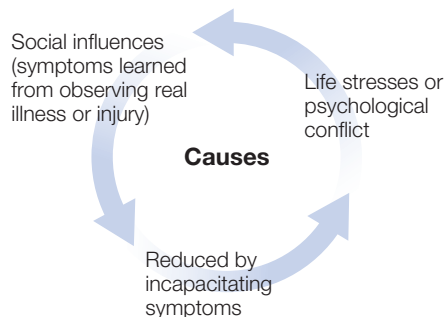 Social influences
(symptoms learned
from observing real
illness or injury)
Life stresses or
psychological
conflict
Causes
Reduced by
incapacitating
symptoms